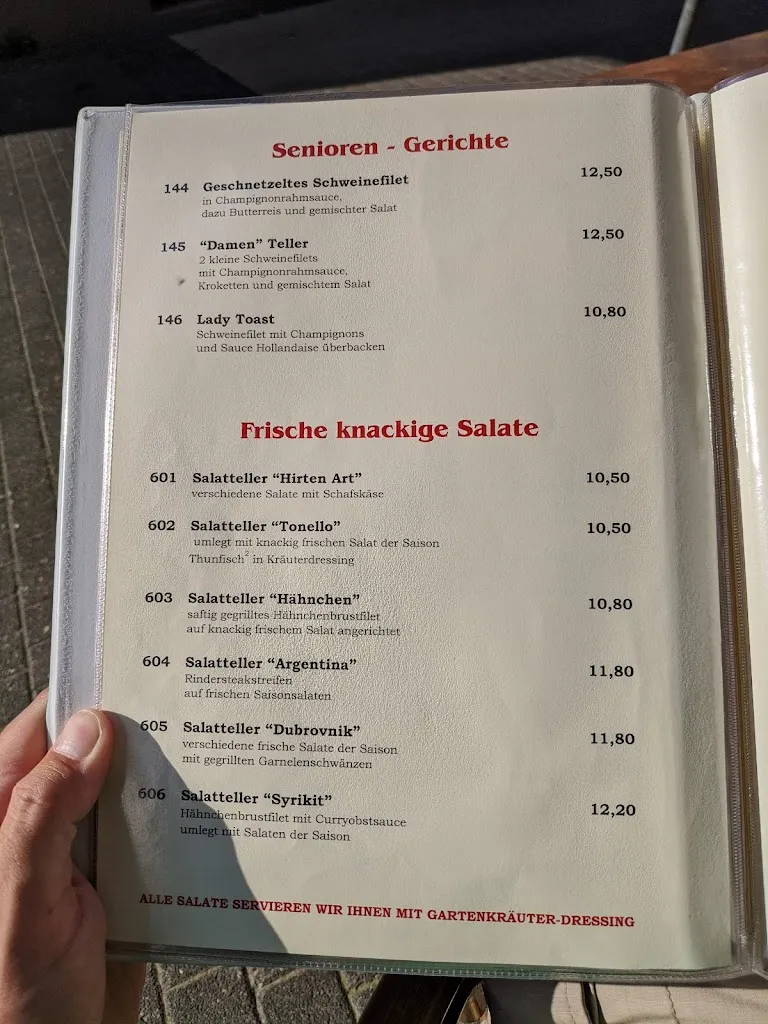 Senioren - Gerichte
144 Geschnetzeltes Schweinefilet 12,50
in Champignonrahmsauce,
dazu Butterreis und gemischter Salat
145 “Damen” Teller 12,50
2 kleine Schweinefilets
mit Champignonrahmsauce,
Kroketten und gemischtem Salat
146 Lady Toast 10,80
Schweinefilet mit Champignons
und Sauce Hollandaise überbacken
Frische knackige Salate
601 Salatteller “Hirten Art” 10,50
verschiedene Salate mit Schafskäse
602 Salatteller “Tonello” 10,50
umlegt mit knackig frischen Salat der Saison
Thunfisch² in Kräuterdressing
603 Salatteller “Hähnchen” 10,80
saftig gegrilltes Hähnchenbrustfilet
auf knackig frischem Salat angerichtet
604 Salatteller “Argentina” 11,80
Rindersteakstreifen
auf frischen Saisonsalaten
605 Salatteller “Dubrovnik” 11,80
verschiedene frische Salate der Saison
mit gegrillten Garnelenschwänzen
606 Salatteller “Syrikit” 12,20
Hähnchenbrustfilet mit Curryobstsauce
umlegt mit Salaten der Saison
ALLE SALATE SERVIEREN WIR IHNEN MIT GARTENKRÄUTER-DRESSING